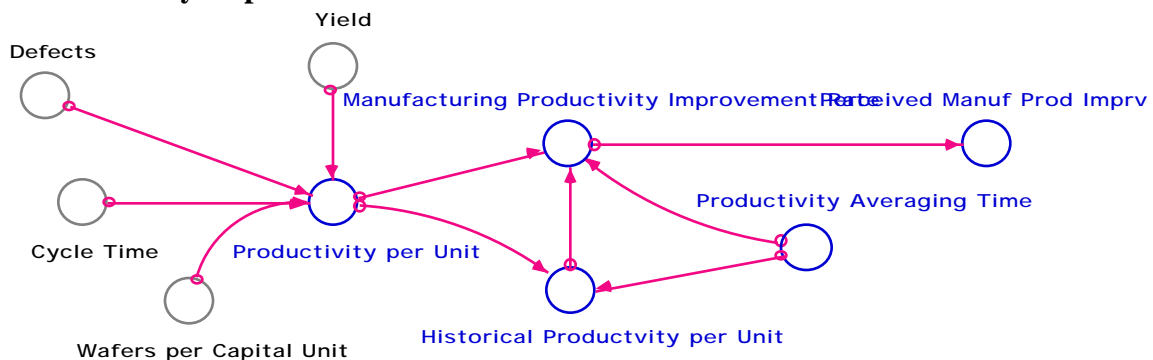 Yield
Defects
Manufacturing Productivity Improvement Rate
Perceived Manuf Prod Imprv
Productivity Averaging Time
Cycle Time
Productivity per Unit
Historical Productvity per Unit
Wafers per Capital Unit